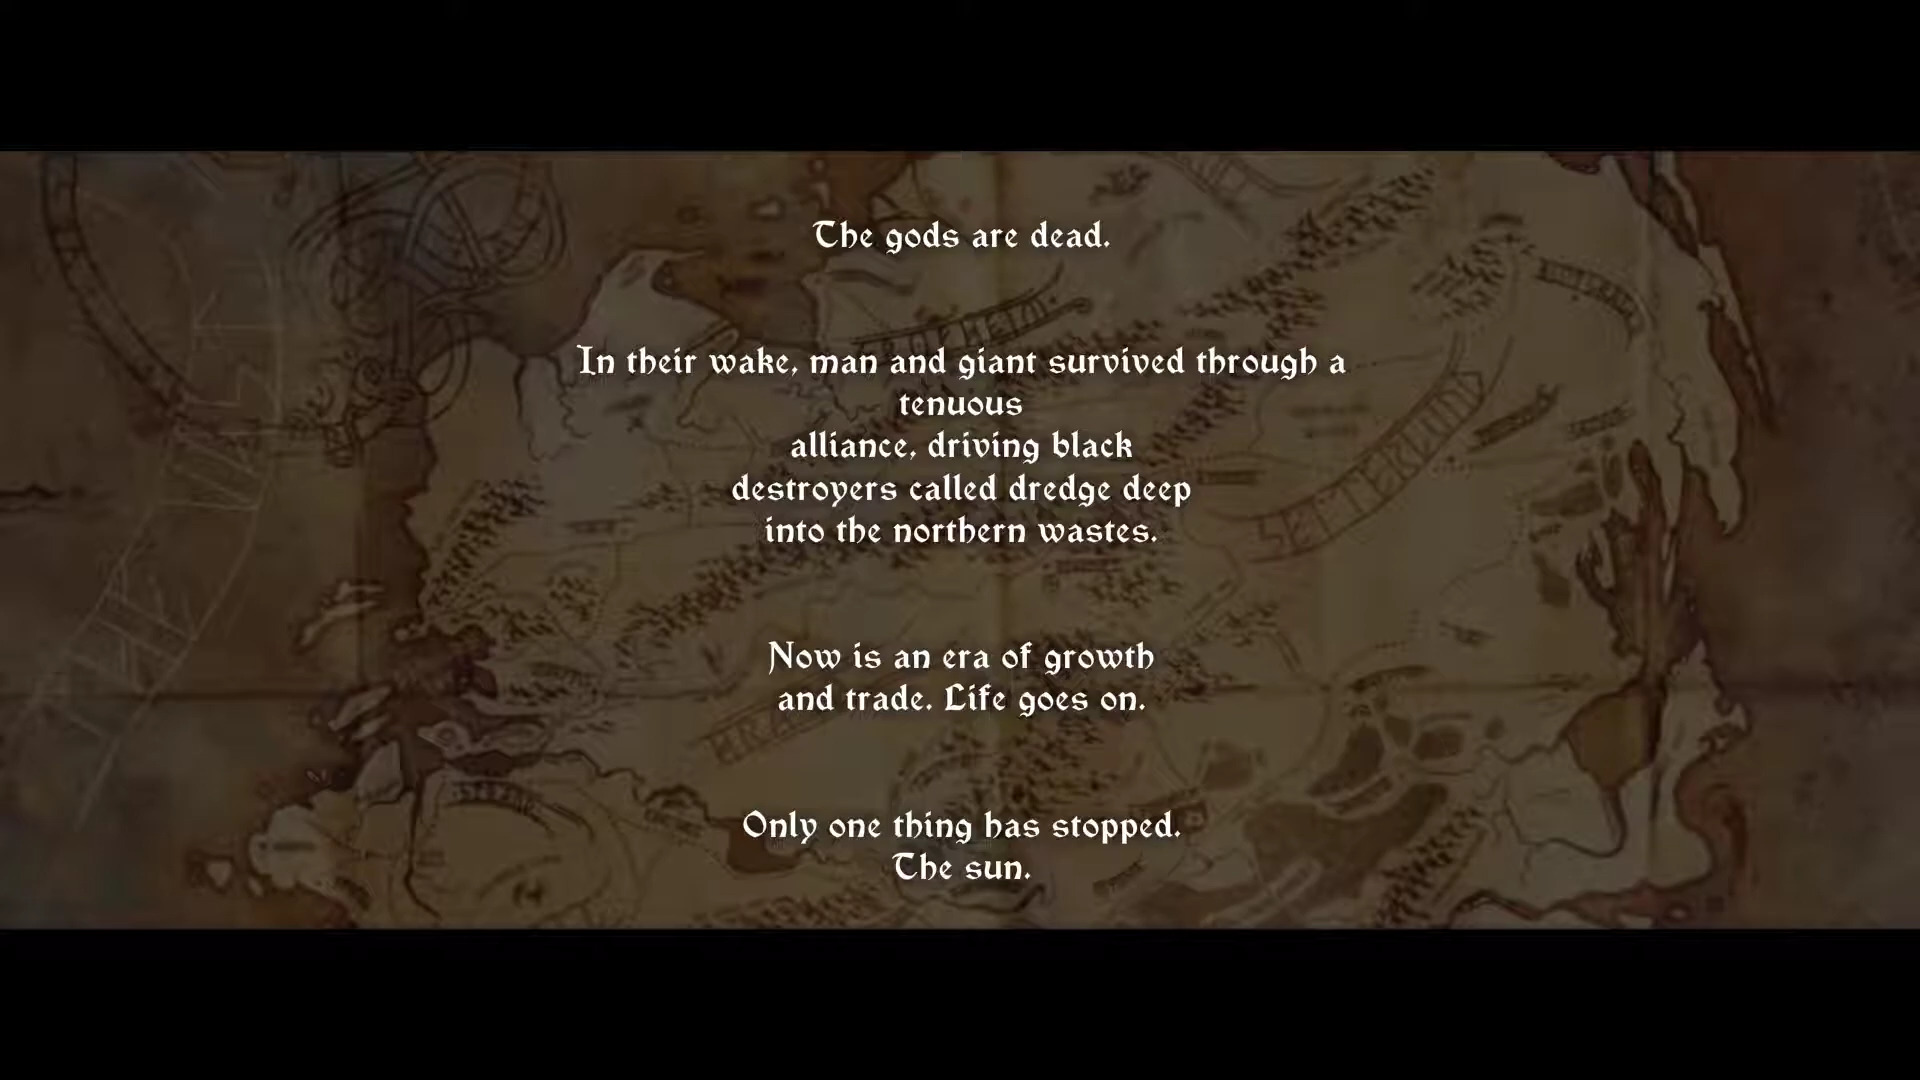 The gods are dead.
In their wake, man and giant survived through a
tenuous
alliance, driving black
destroyers called dredge deep
into the northern wastes.
SETTERLUND
Now is an era of growth
and trade. Life goes on.
Only one thing has stopped.
The sun.